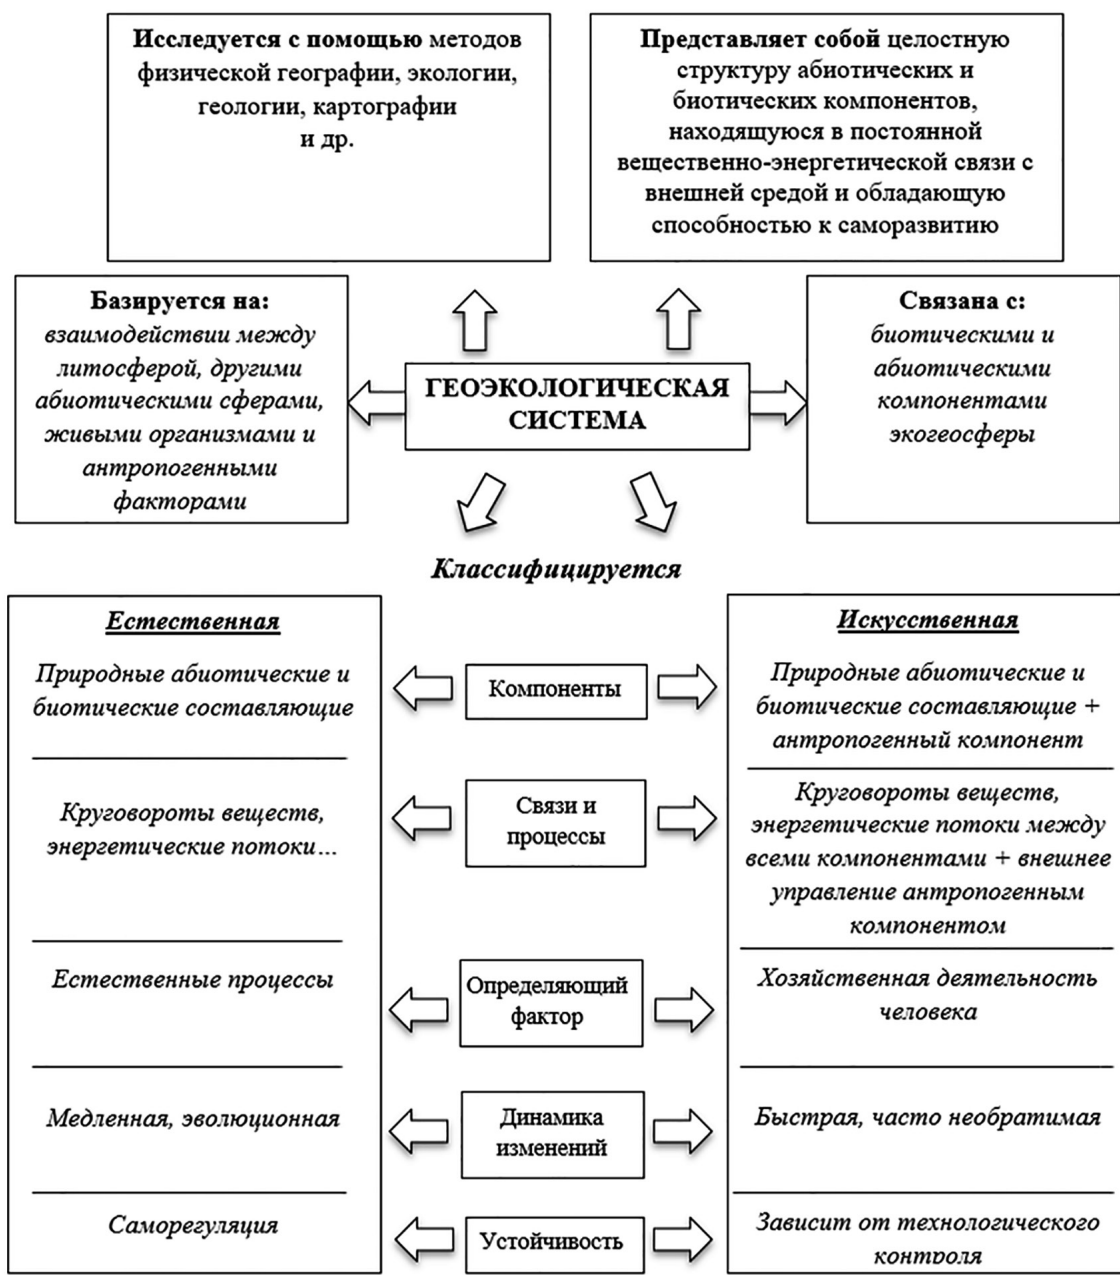 Исследуется с помощью методов
физической географии, экологии,
геологии, картографии
и др.
Представляет собой целостную
структуру абиотических и
биотических компонентов,
находящуюся в постоянной
вещественно-энергетической связи с
внешней средой и обладающую
способностью к саморазвитию
Базируется на:
взаимодействии между
литосферой, другими
абиотическими сферами,
живыми организмами и
антропогенными
факторами
ГЕОЭКОЛОГИЧЕСКАЯ
СИСТЕМА
Связана с:
биотическими и
абиотическими
компонентами
экогеосферы
Классифицируется
Естественная
Природные абиотические и
биотические составляющие
Круговороты веществ,
энергетические потоки...
Естественные процессы
Медленная, эволюционная
Саморегуляция
Компоненты
Связи и
процессы
Определяющий
фактор
Динамика
изменений
Устойчивость
Искусственная
Природные абиотические и
биотические составляющие +
антропогенный компонент
Круговороты веществ,
энергетические потоки между
всеми компонентами + внешнее
управление антропогенным
компонентом
Хозяйственная деятельность
человека
Быстрая, часто необратимая
Зависит от технологического
контроля